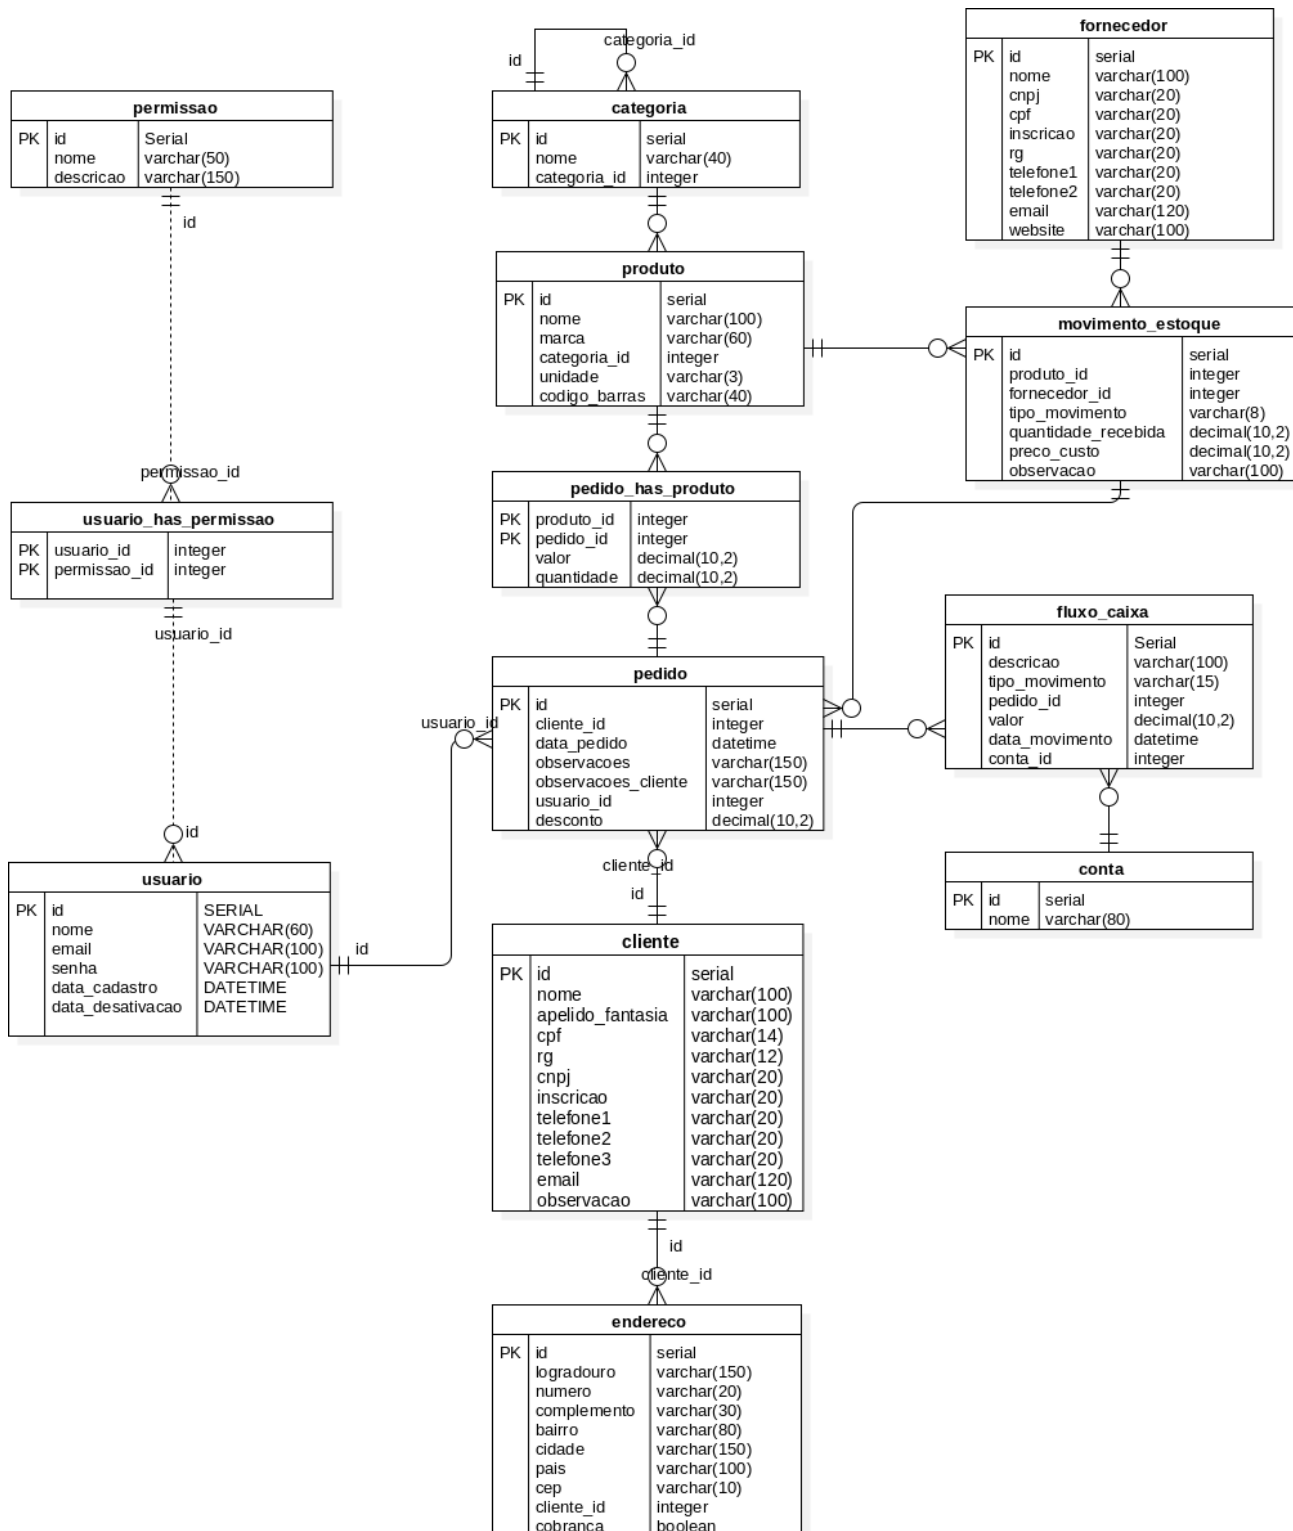 categoria_id
id
fornecedor
PK id serial
nome varchar(100)
cnpj varchar(20)
cpf varchar(20)
inscricao varchar(20)
rg varchar(20)
telefone1 varchar(20)
telefone2 varchar(20)
email varchar(120)
website varchar(100)
permissao
PK id Serial
nome varchar(50)
descricao varchar(150)
id
categoria
PK id serial
nome varchar(40)
categoria_id integer
produto
PK id serial
nome varchar(100)
marca varchar(60)
categoria_id integer
unidade varchar(3)
codigo_barras varchar(40)
movimento_estoque
PK id serial
produto_id integer
fornecedor_id integer
tipo_movimento varchar(8)
quantidade_recebida decimal(10,2)
preco_custo decimal(10,2)
observacao varchar(100)
permissao_id
usuario_has_permissao
PK usuario_id integer
PK permissao_id integer
usuario_id
pedido_has_produto
PK produto_id integer
PK pedido_id integer
valor decimal(10,2)
quantidade decimal(10,2)
fluxo_caixa
PK id Serial
descricao varchar(100)
tipo_movimento varchar(15)
pedido_id integer
valor decimal(10,2)
data_movimento datetime
conta_id integer
pedido
PK id serial
cliente_id integer
data_pedido datetime
observacoes varchar(150)
observacoes_cliente varchar(150)
usuario_id integer
desconto decimal(10,2)
usuario_id
id
usuario
PK id SERIAL
nome VARCHAR(60)
email VARCHAR(100)
senha VARCHAR(100)
data_cadastro DATETIME
data_desativacao DATETIME
id
cliente_id
id
conta
PK id serial
nome varchar(80)
cliente
PK id serial
nome varchar(100)
apelido_fantasia varchar(100)
cpf varchar(14)
rg varchar(12)
cnpj varchar(20)
inscricao varchar(20)
telefone1 varchar(20)
telefone2 varchar(20)
telefone3 varchar(20)
email varchar(120)
observacao varchar(100)
id
cliente_id
endereco
PK id serial
logradouro varchar(150)
numero varchar(20)
complemento varchar(30)
bairro varchar(80)
cidade varchar(150)
pais varchar(100)
cep varchar(10)
cliente_id integer
cobranca boolean